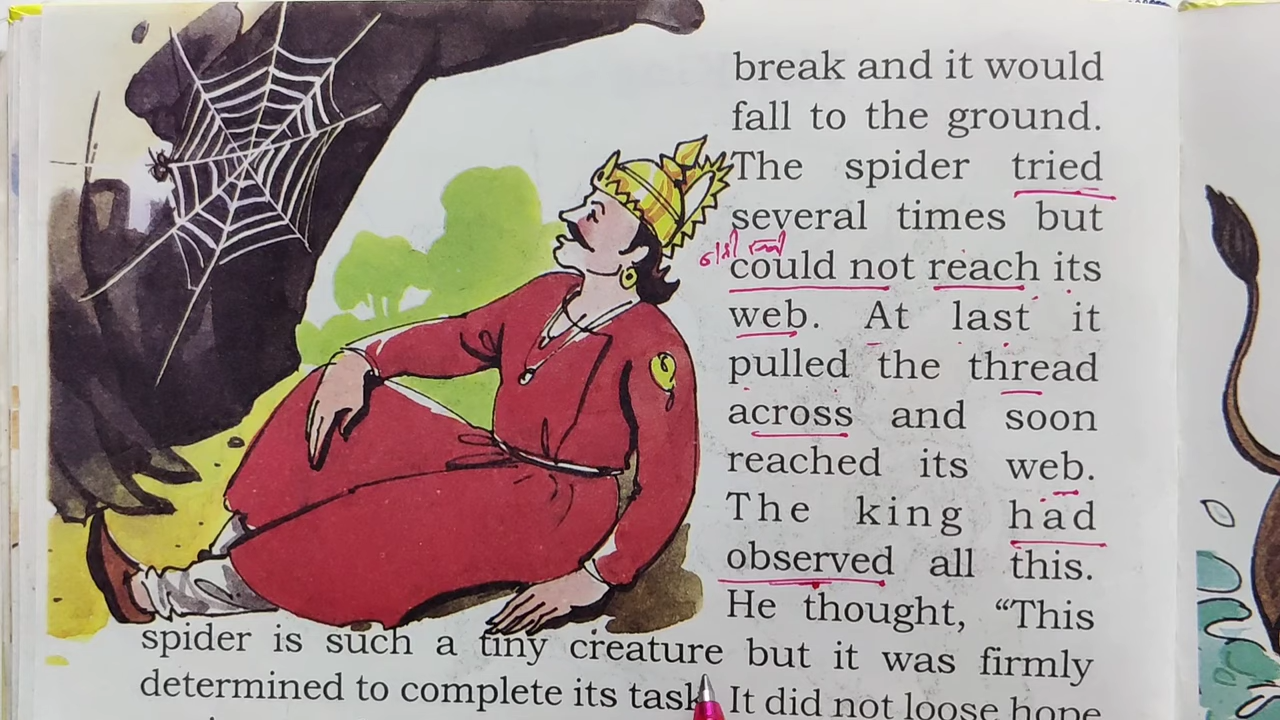 break and it would
fall to the ground.
The spider tried
several times but
could not reach its
web. At last it
pulled the thread
across and soon
reached its web.
The king had
observed all this.
He thought, “This
spider is such a tiny creature but it was firmly
determined to complete its task. It did not loose hope